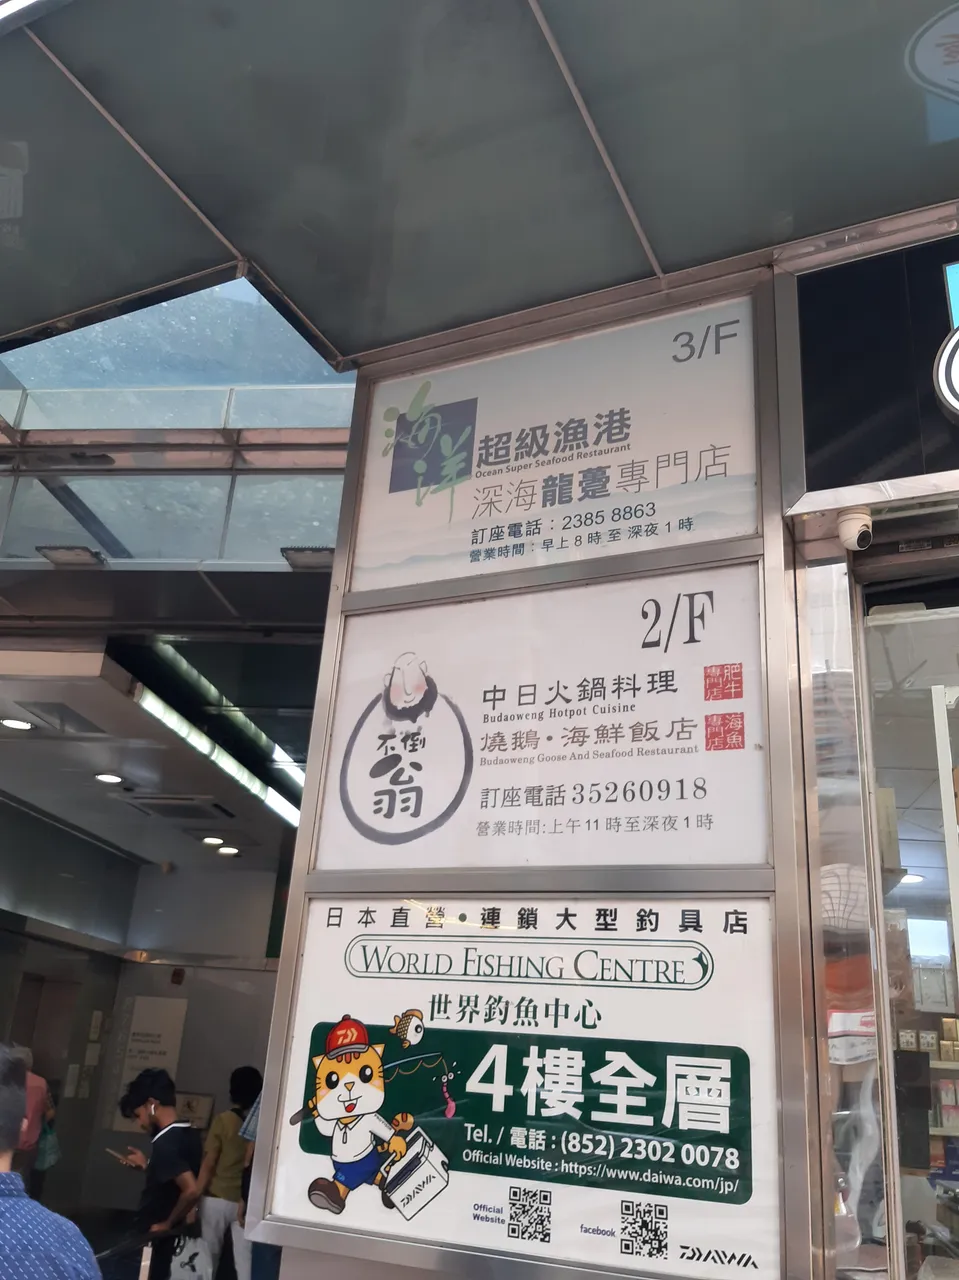 3/F
海洋
超級漁港
Ocean Super Seafood Restaurant
深海龍躉專門店
訂座電話：2385 8863
營業時間：早上 8 時 至 深夜 1 時
2/F
不倒翁
中日火鍋料理
肥牛專門店
Budaoweng Hotpot Cuisine
燒鵝·海鮮飯店
海魚專門店
Budaoweng Goose And Seafood Restaurant
訂座電話 35260918
營業時間:上午 11 時至深夜 1 時
日本直營·連鎖大型釣具店
WORLD FISHING CENTRE
世界釣魚中心
4樓全層
Tel. / 電話 : (852) 2302 0078
Official Website : https://www.daiwa.com/jp/
DAIWA
Official Website
facebook
DAIWA